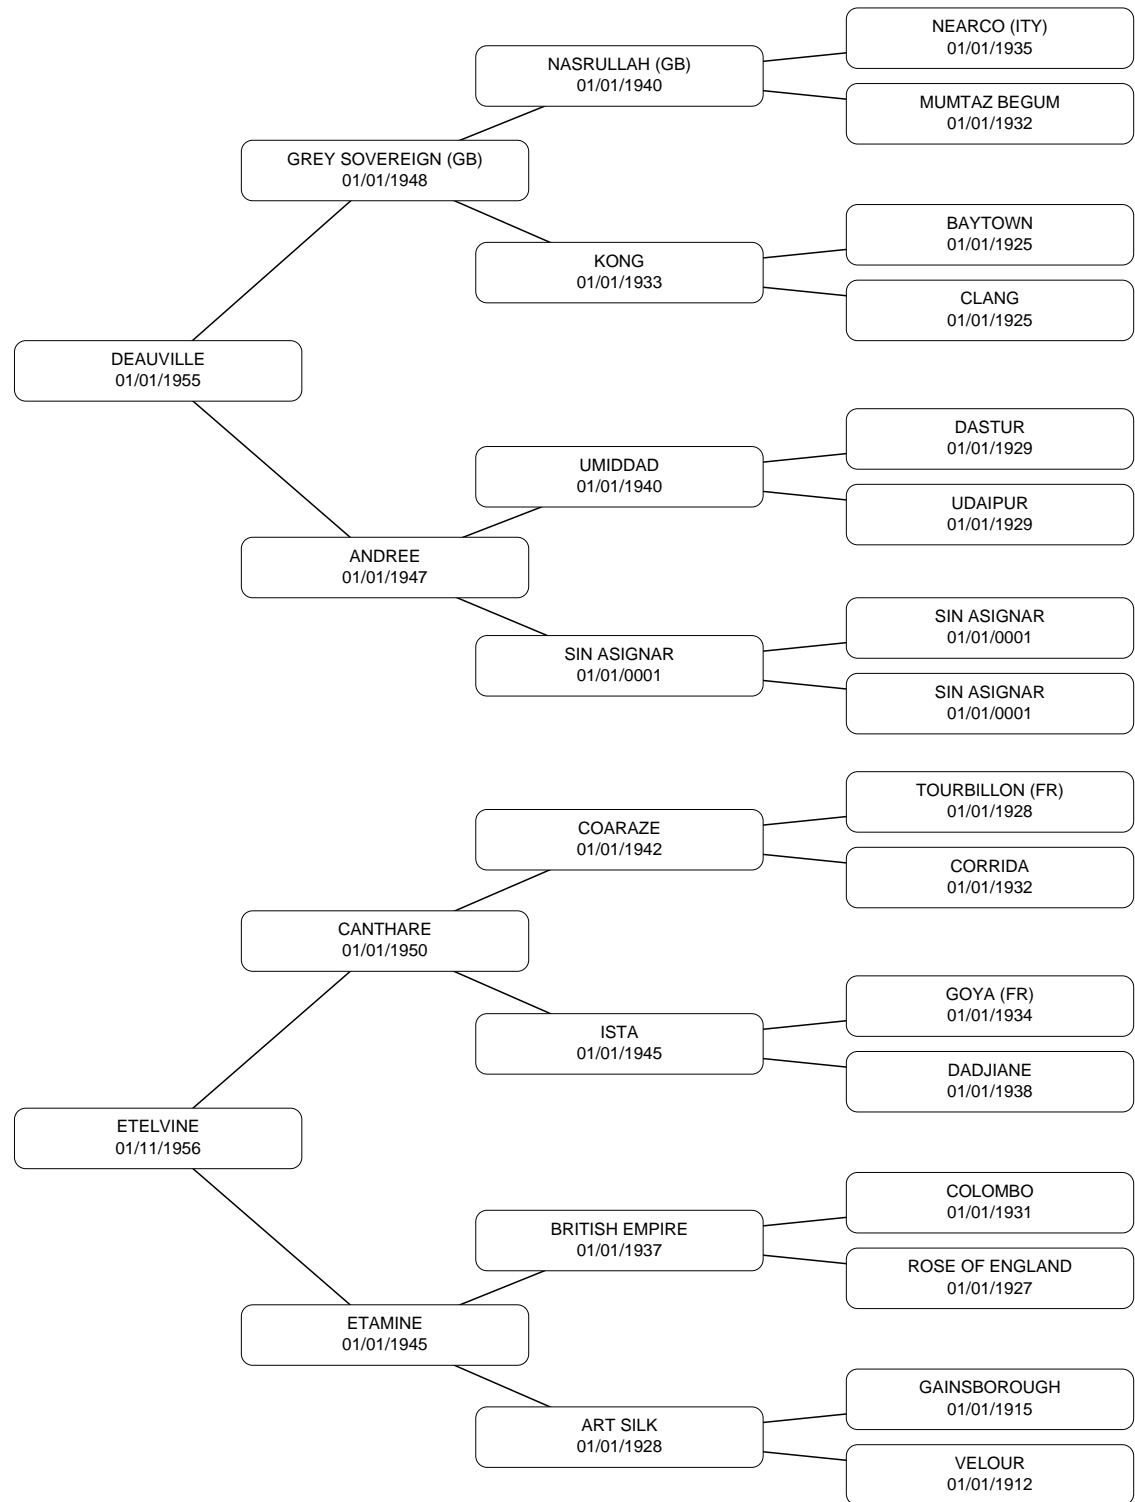 NEARCO (ITY)
01/01/1935
NASRULLAH (GB)
01/01/1940
MUMTAZ BEGUM
01/01/1932
GREY SOVEREIGN (GB)
01/01/1948
BAYTOWN
01/01/1925
KONG
01/01/1933
CLANG
01/01/1925
DEAUVILLE
01/01/1955
DASTUR
01/01/1929
UMIDDAD
01/01/1940
UDAIPUR
01/01/1929
ANDREE
01/01/1947
SIN ASIGNAR
01/01/0001
SIN ASIGNAR
01/01/0001
SIN ASIGNAR
01/01/0001
TOURBILLON (FR)
01/01/1928
COARAZE
01/01/1942
CORRIDA
01/01/1932
CANTHARE
01/01/1950
GOYA (FR)
01/01/1934
ISTA
01/01/1945
DADJIANE
01/01/1938
ETELVINE
01/11/1956
COLOMBO
01/01/1931
BRITISH EMPIRE
01/01/1937
ROSE OF ENGLAND
01/01/1927
ETAMINE
01/01/1945
GAINSBOROUGH
01/01/1915
ART SILK
01/01/1928
VELOUR
01/01/1912